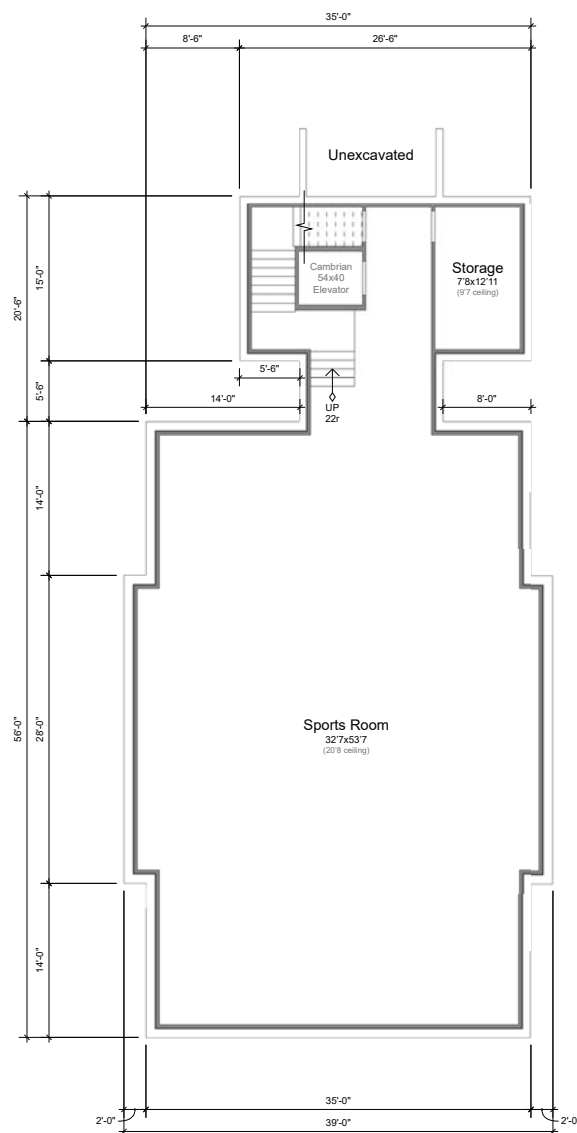 35'-0"
8'-6"
26'-6"
Unexcavated
Cambrian
54x40
Elevator
Storage
7'8x12'11
(9'7 ceiling)
15'-0"
20'-6"
5'-6"
5'-6"
14'-0"
8'-0"
UP
22r
14'-0"
56'-0"
28'-0"
Sports Room
32'7x53'7
(20'8 ceiling)
14'-0"
35'-0"
2'-0"
2'-0
39'-0"